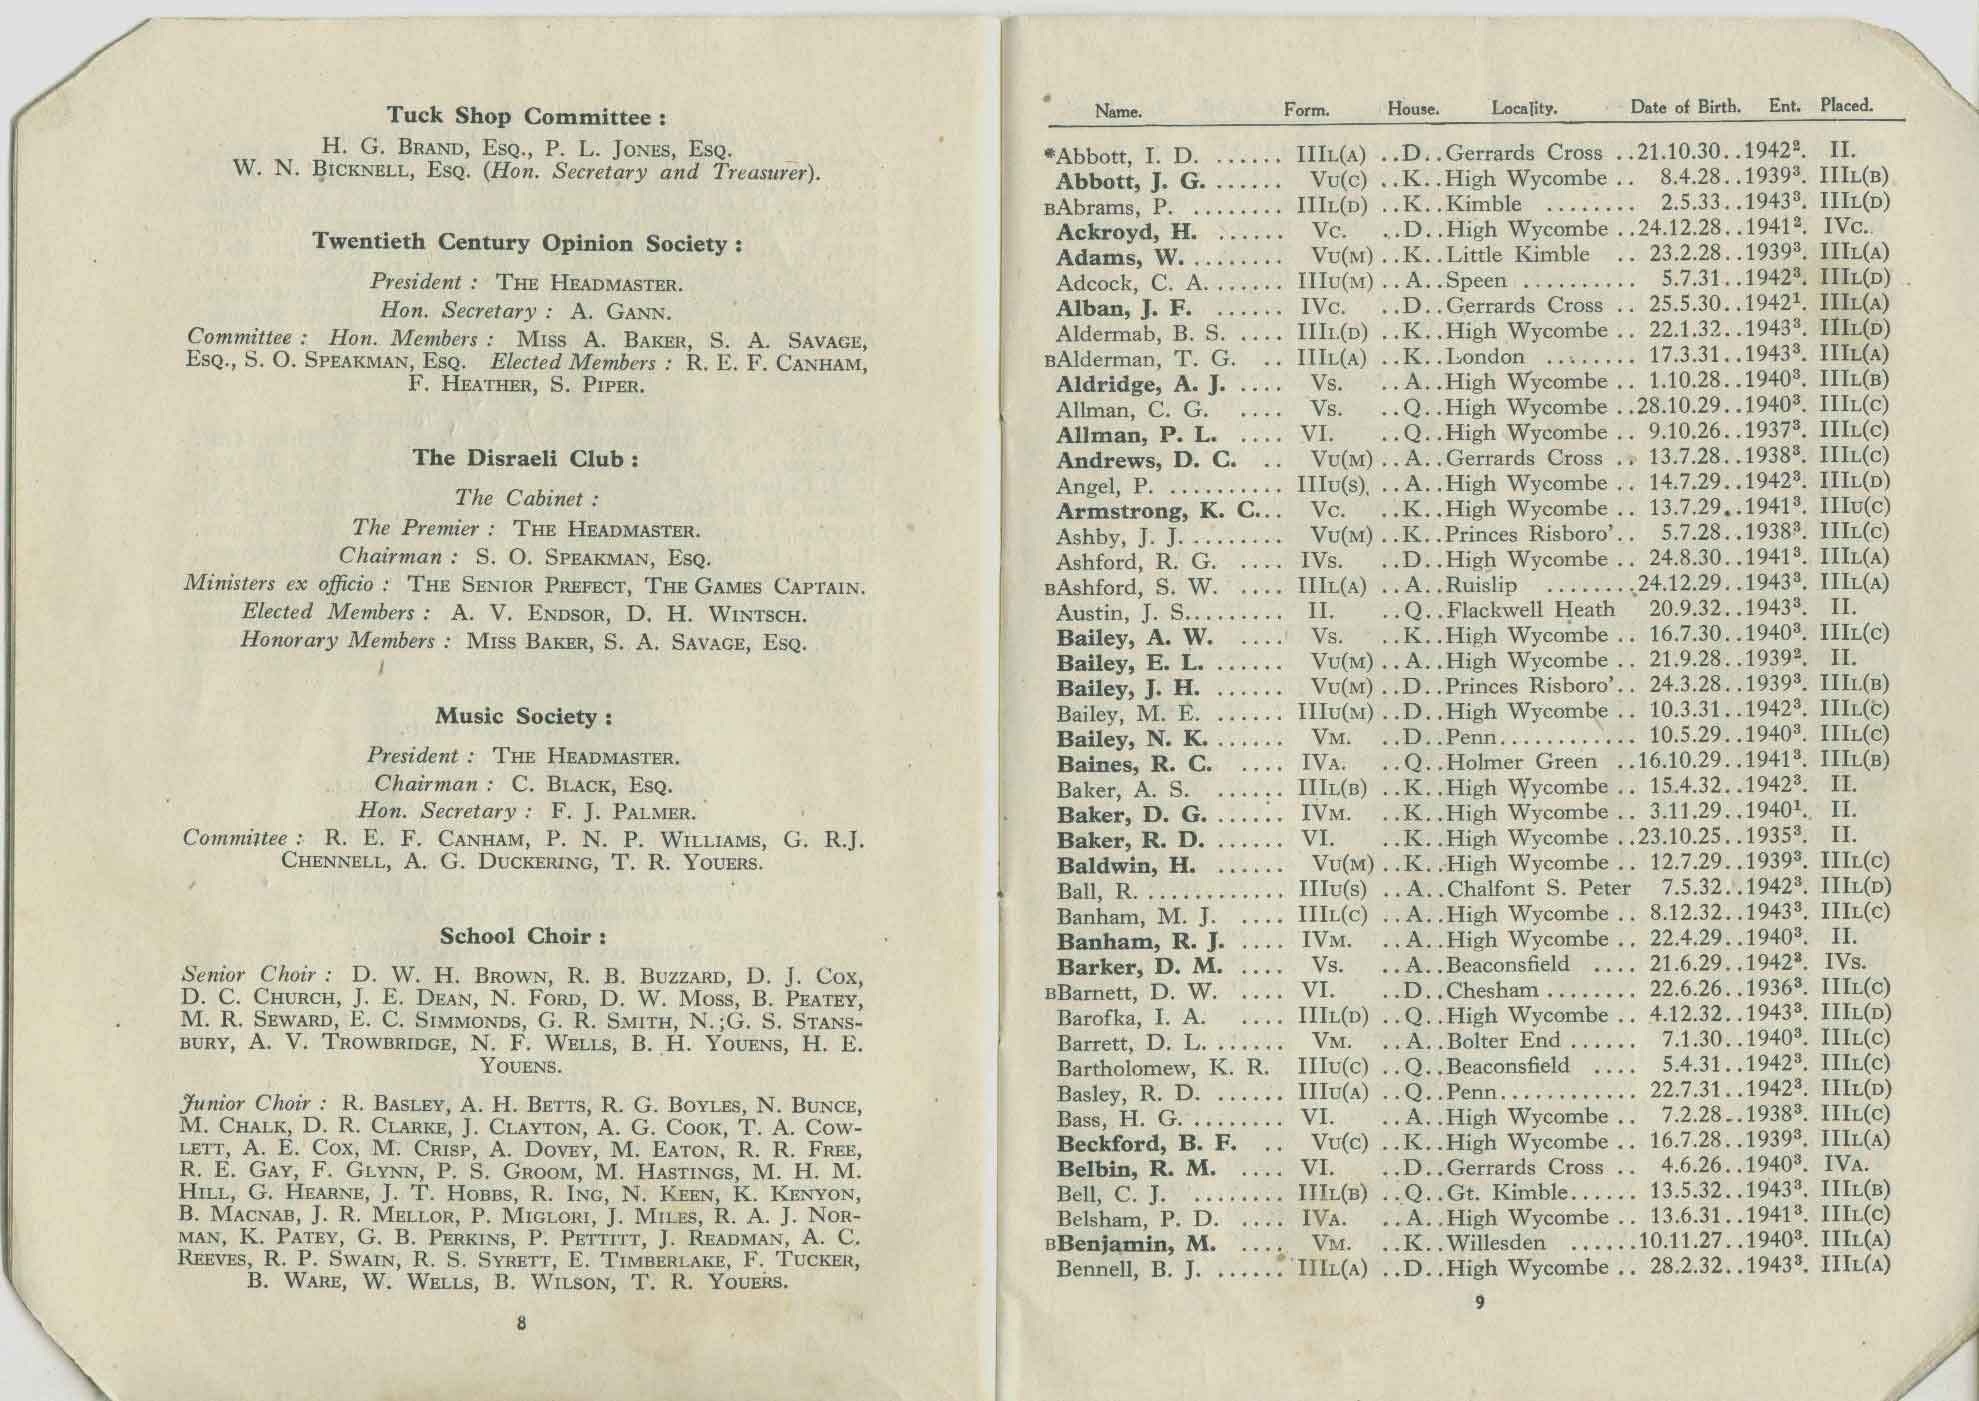 Tuck Shop Committee :
H. G. BRAND, ESQ., P. L. JONES, ESQ.
W. N. BICKNELL, ESQ. (Hon. Secretary and Treasurer).
Twentieth Century Opinion Society :
President : THE HEADMASTER.
Hon. Secretary : A. GANN.
Committee : Hon. Members : MISS A. BAKER, S. A. SAVAGE,
ESQ., S. O. SPEAKMAN, ESQ. Elected Members : R. E. F. CANHAM,
F. HEATHER, S. PIPER.
The Disraeli Club :
The Cabinet :
The Premier : THE HEADMASTER.
Chairman : S. O. SPEAKMAN, ESQ.
Ministers ex officio : THE SENIOR PREFECT, THE GAMES CAPTAIN.
Elected Members : A. V. ENDSOR, D. H. WINTSCH.
Honorary Members : MISS BAKER, S. A. SAVAGE, ESQ.
Music Society :
President : THE HEADMASTER.
Chairman : C. BLACK, ESQ.
Hon. Secretary : F. J. PALMER.
Committee : R. E. F. CANHAM, P. N. P. WILLIAMS, G. R.J.
CHENNELL, A. G. DUCKERING, T. R. YOUERS.
School Choir :
Senior Choir : D. W. H. BROWN, R. B. BUZZARD, D. J. COX,
D. C. CHURCH, J. E. DEAN, N. FORD, D. W. MOSS, B. PEATEY,
M. R. SEWARD, E. C. SIMMONDS, G. R. SMITH, N. ;G. S. STANS-
BURY, A. V. TROWBRIDGE, N. F. WELLS, B. H. YOUENS, H. E.
YOUENS.
Junior Choir : R. BASLEY, A. H. BETTS, R. G. BOYLES, N. BUNCE,
M. CHALK, D. R. CLARKE, J. CLAYTON, A. G. COOK, T. A. COW-
LETT, A. E. COX, M. CRISP, A. DOVEY, M. EATON, R. R. FREE,
R. E. GAY, F. GLYNN, P. S. GROOM, M. HASTINGS, M. H. M.
HILL, G. HEARNE, J. T. HOBBS, R. ING, N. KEEN, K. KENYON,
B. MACNAB, J. R. MELLOR, P. MIGLORI, J. MILES, R. A. J. NOR-
MAN, K. PATEY, G. B. PERKINS, P. PETTITT, J. READMAN, A. C.
REEVES, R. P. SWAIN, R. S. SYRETT, E. TIMBERLAKE, F. TUCKER,
B. WARE, W. WELLS, B. WILSON, T. R. YOUERS.
8
Name. Form. House. Locality. Date of Birth. Ent. Placed.
*Abbott, I. D. ...... IIIL(A) ..D..Gerrards Cross ..21.10.30..1942². II.
Abbott, J. G....... VU(C) ..K..High Wycombe .. 8.4.28..1939³. IIIL(B)
BAbrams, P. ........ IIIL(D) ..K..Kimble ........ 2.5.33..1943³. IIIL(D)
Ackroyd, H. ...... VC. ..D..High Wycombe ..24.12.28..1941². IVC.
Adams, W......... VU(M) ..K..Little Kimble .. 23.2.28..1939³. IIIL(A)
Adcock, C. A....... IIIU(M) ..A..Speen .......... 5.7.31..1942³. IIIL(D)
Alban, J. F. ...... IVC. ..D..Gerrards Cross .. 25.5.30..1942¹. IIIL(A)
Aldermab, B. S. .... IIIL(D) ..K..High Wycombe .. 22.1.32..1943³. IIIL(D)
BAlderman, T. G. .. IIIL(A) ..K..London ........ 17.3.31..1943³. IIIL(A)
Aldridge, A. J. .... VS. ..A..High Wycombe .. 1.10.28..1940³. IIIL(B)
Allman, C. G. .... VS. ..Q..High Wycombe ..28.10.29..1940³. IIIL(C)
Allman, P. L. .... VI. ..Q..High Wycombe .. 9.10.26..1937³. IIIL(C)
Andrews, D. C. .. VU(M) ..A..Gerrards Cross .. 13.7.28..1938³. IIIL(C)
Angel, P. .......... IIIU(S). ..A..High Wycombe .. 14.7.29..1942³. IIIL(D)
Armstrong, K. C... VC. ..K..High Wycombe .. 13.7.29..1941³. IIIU(C)
Ashby, J. J......... VU(M) ..K..Princes Risboro'.. 5.7.28..1938³. IIIL(C)
Ashford, R. G. .... IVS. ..D..High Wycombe .. 24.8.30..1941³. IIIL(A)
BAshford, S. W. .... IIIL(A) ..A..Ruislip ........24.12.29..1943³. IIIL(A)
Austin, J. S......... II. ..Q..Flackwell Heath 20.9.32..1943³. II.
Bailey, A. W. .... VS. ..K..High Wycombe .. 16.7.30..1940³. IIIL(C)
Bailey, E. L. ...... VU(M) ..A..High Wycombe .. 21.9.28..1939². II.
Bailey, J. H. ...... VU(M) ..D..Princes Risboro'.. 24.3.28..1939³. IIIL(B)
Bailey, M. E. ...... IIIU(M) ..D..High Wycombe .. 10.3.31..1942³. IIIL(C)
Bailey, N. K....... VM. ..D..Penn............ 10.5.29..1940³. IIIL(C)
Baines, R. C. .... IVA. ..Q..Holmer Green ..16.10.29..1941³. IIIL(B)
Baker, A. S. ...... IIIL(B) ..K..High Wycombe .. 15.4.32..1942³. II.
Baker, D. G....... IVM. ..K..High Wycombe .. 3.11.29..1940¹. II.
Baker, R. D. ...... VI. ..K..High Wycombe ..23.10.25..1935³. II.
Baldwin, H. ...... VU(M) ..K..High Wycombe .. 12.7.29..1939³. IIIL(C)
Ball, R............. IIIU(S) ..A..Chalfont S. Peter 7.5.32..1942³. IIIL(D)
Banham, M. J. .... IIIL(C) ..A..High Wycombe .. 8.12.32..1943³. IIIL(C)
Banham, R. J. .... IVM. ..A..High Wycombe .. 22.4.29..1940³. II.
Barker, D. M. .... VS. ..A..Beaconsfield .... 21.6.29..1942². IVS.
BBarnett, D. W. .... VI. ..D..Chesham ........ 22.6.26..1936³. IIIL(C)
Barofka, I. A. .... IIIL(D) ..Q..High Wycombe .. 4.12.32..1943³. IIIL(D)
Barrett, D. L. ...... VM. ..A..Bolter End ...... 7.1.30..1940³. IIIL(C)
Bartholomew, K. R. IIIU(C) ..Q..Beaconsfield .... 5.4.31..1942³. IIIL(C)
Basley, R. D. ...... IIIU(A) ..Q..Penn............ 22.7.31..1942³. IIIL(D)
Bass, H. G. ........ VI. ..A..High Wycombe .. 7.2.28..1938³. IIIL(C)
Beckford, B. F. .. VU(C) ..K..High Wycombe .. 16.7.28..1939³. IIIL(A)
Belbin, R. M. .... VI. ..D..Gerrards Cross .. 4.6.26..1940³. IVA.
Bell, C. J. ........ IIIL(B) ..Q..Gt. Kimble...... 13.5.32..1943³. IIIL(B)
Belsham, P. D. .... IVA. ..A..High Wycombe .. 13.6.31..1941³. IIIL(C)
BBenjamin, M. .... VM. ..K..Willesden ......10.11.27..1940³. IIIL(A)
Bennell, B. J. ...... IIIL(A) ..D..High Wycombe .. 28.2.32..1943³. IIIL(A)
9